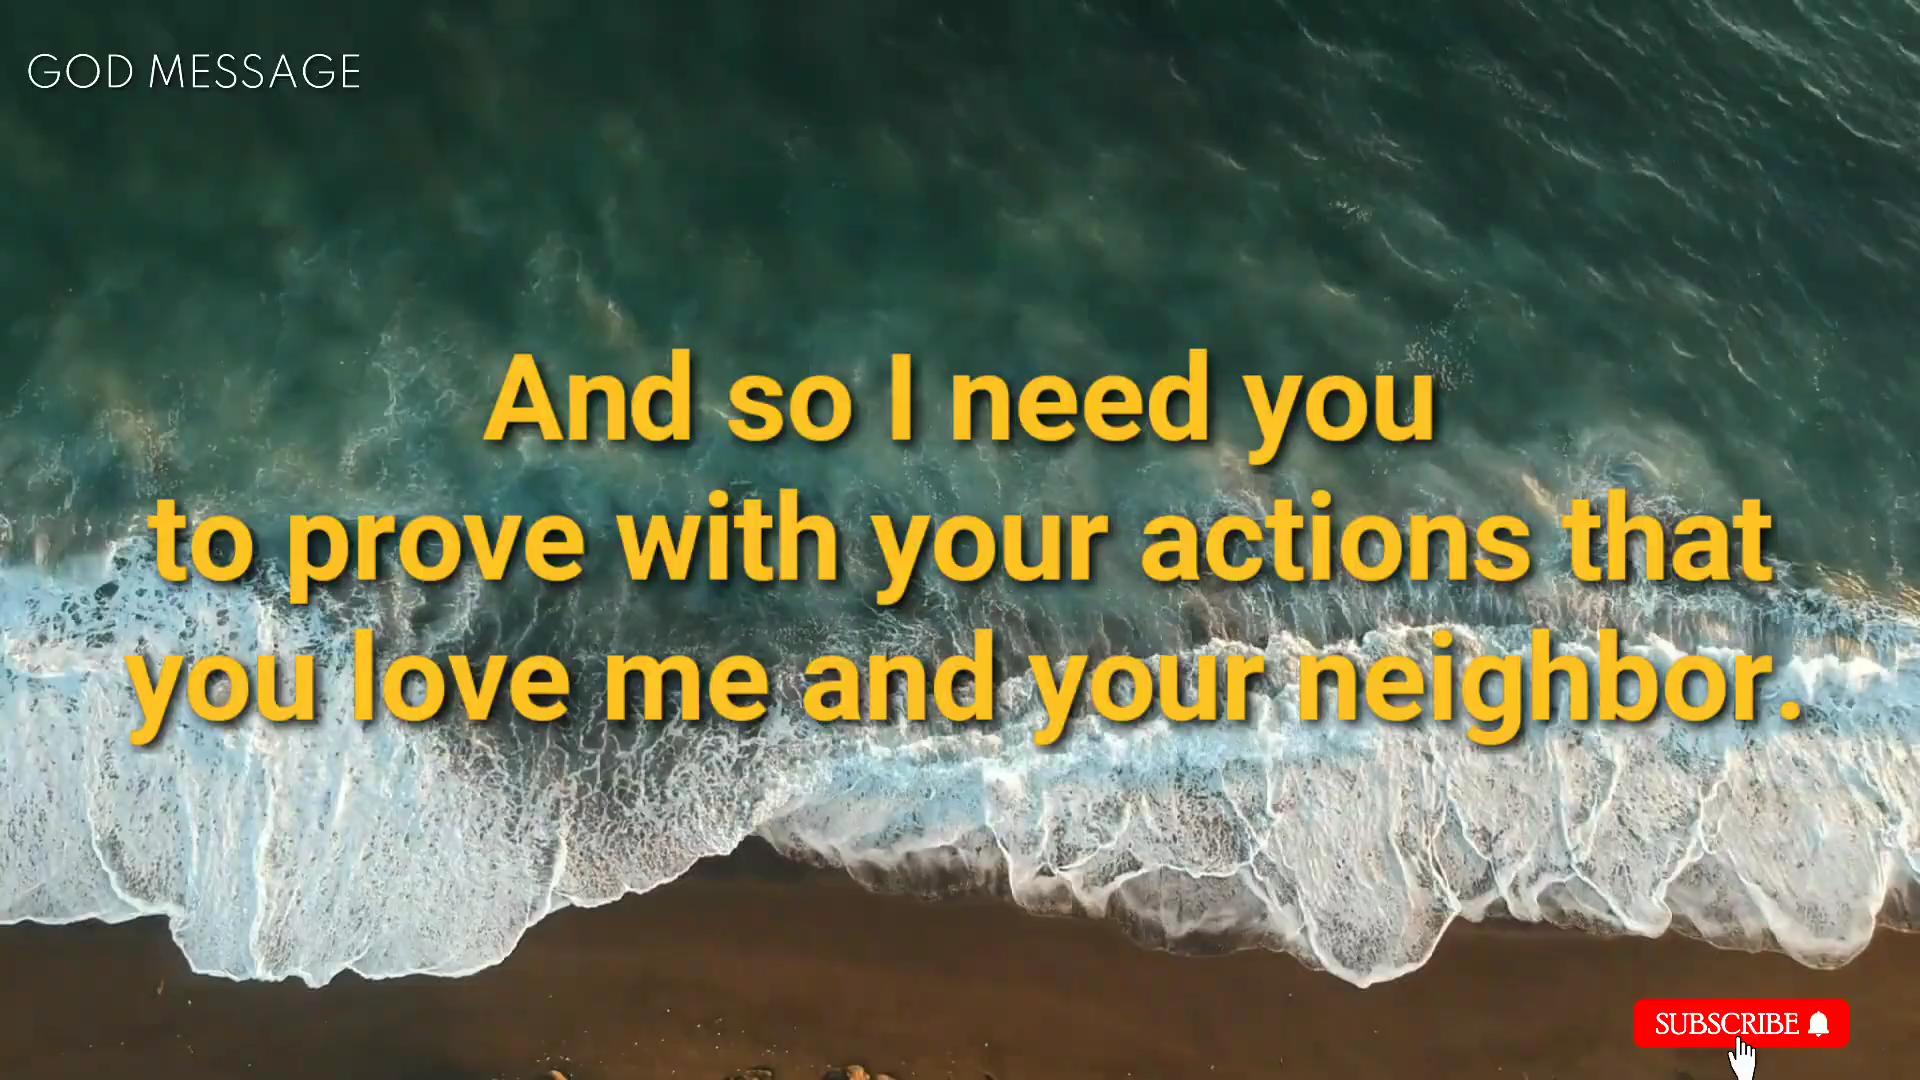 GOD MESSAGE
And so I need you
to prove with your actions that
you love me and your neighbor.
SUBSCRIBE